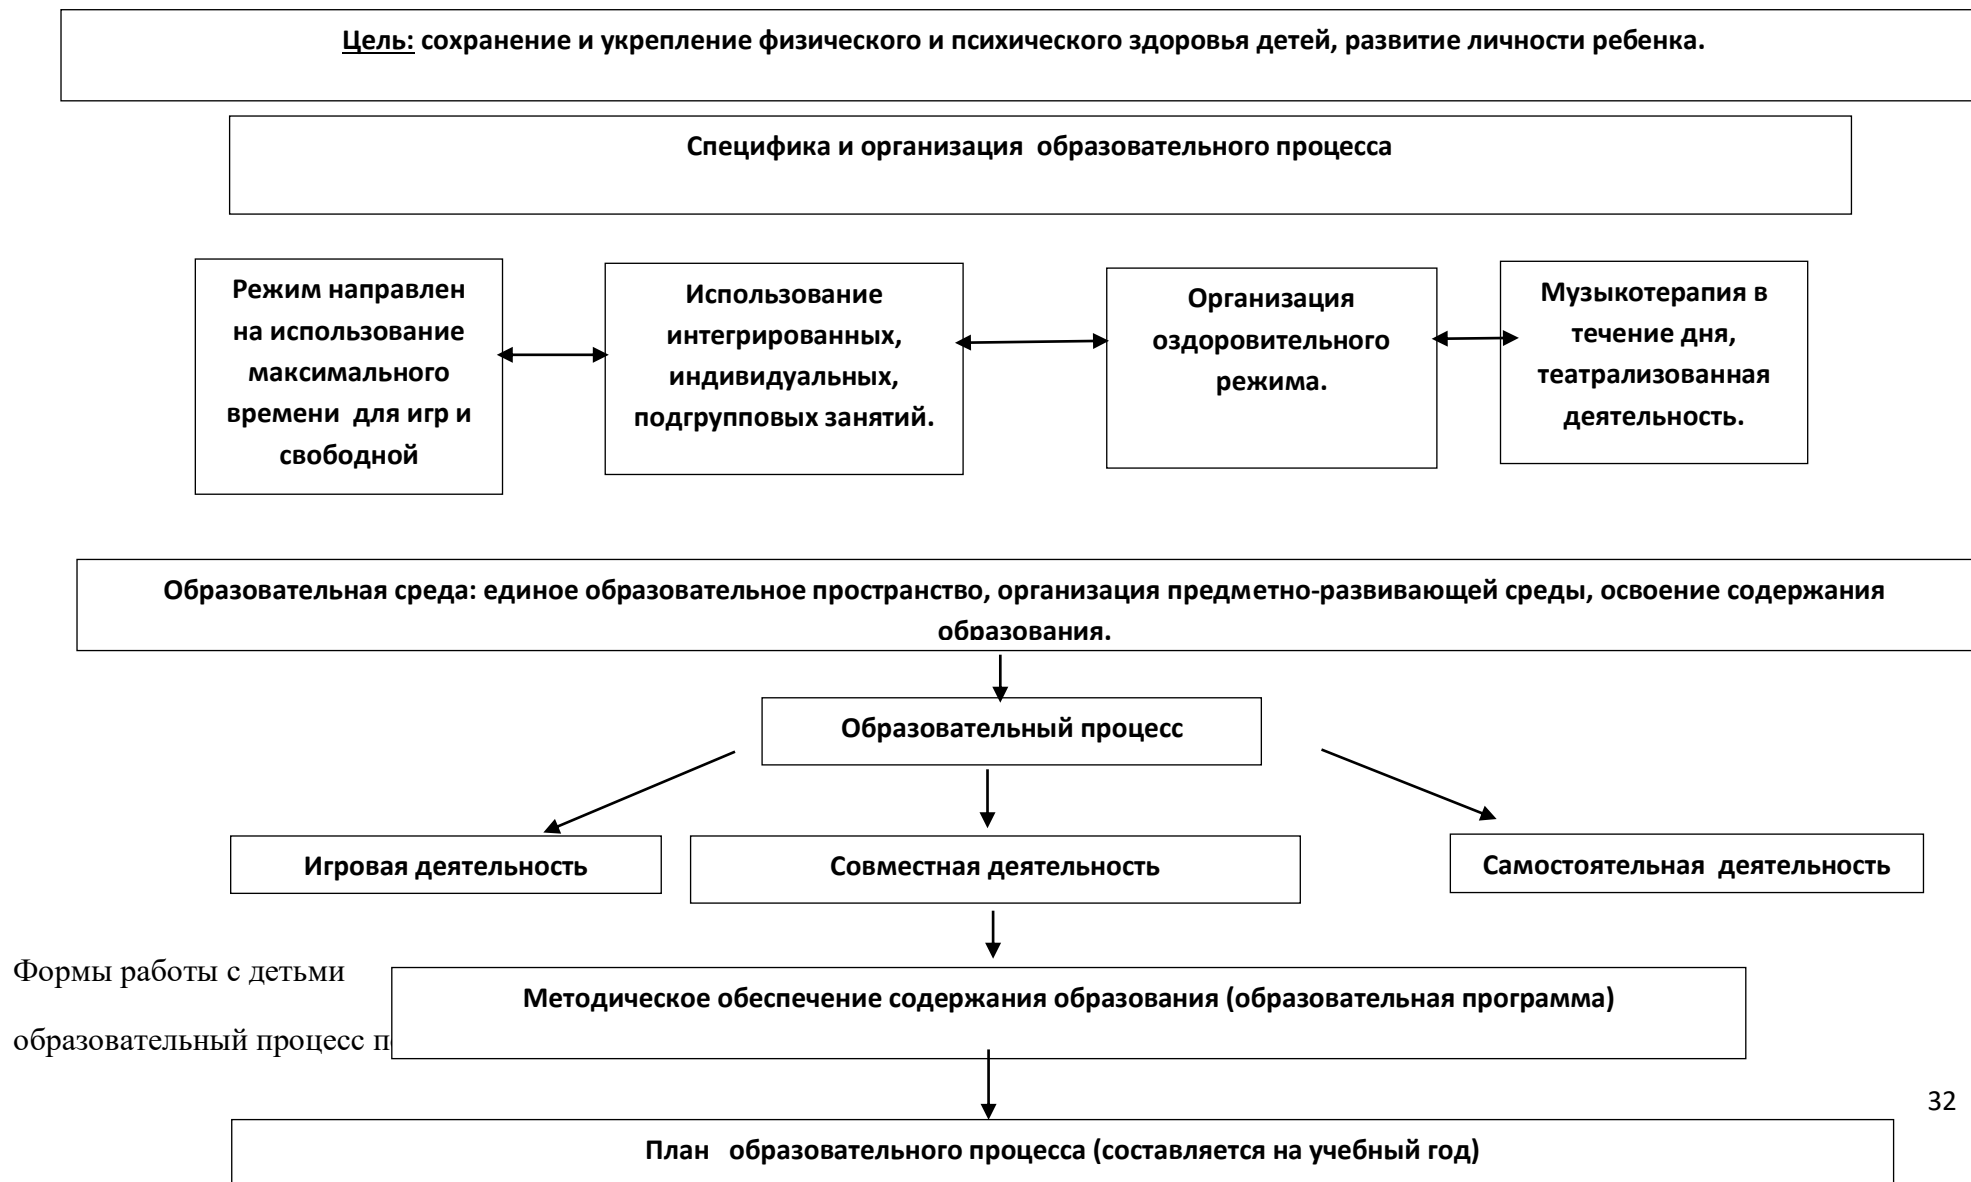 Цель: сохранение и укрепление физического и психического здоровья детей, развитие личности ребенка.
Специфика и организация образовательного процесса
Режим направлен
на использование
максимального
времени для игр и
свободной
Использование
интегрированных,
индивидуальных,
подгрупповых занятий.
Организация
оздоровительного
режима.
Музыкотерапия в
течение дня,
театрализованная
деятельность.
Образовательная среда: единое образовательное пространство, организация предметно-развивающей среды, освоение содержания
образования.
Образовательный процесс
Игровая деятельность
Совместная деятельность
Самостоятельная деятельность
Формы работы с детьми
Методическое обеспечение содержания образования (образовательная программа)
образовательный процесс
32
План образовательного процесса (составляется на учебный год)